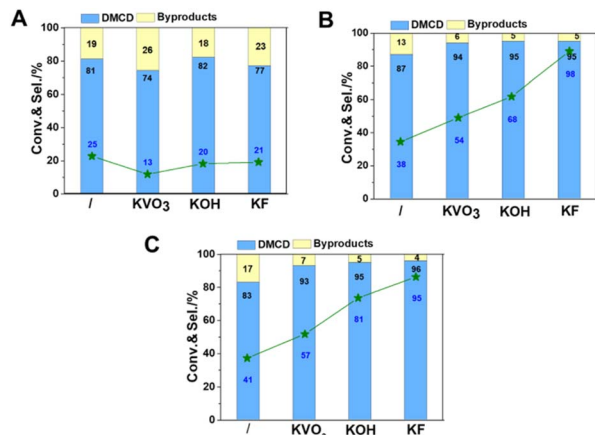 A
DMCD Byproducts
Conv.& Sel./%
100
80
60
40
20
0
19 26 18 23
81 74 82 77
25 13 20 21
/ KVO3 KOH KF
B
DMCD Byproducts
Conv.& Sel./%
100
80
60
40
20
0
13 6 5 5
87 94 95 95
38 54 68 98
/ KVO3 KOH KF
C
DMCD Byproducts
Conv.& Sel./%
100
80
60
40
20
0
17 7 5 4
83 93 95 96
41 57 81 95
/ KVO KOH KF